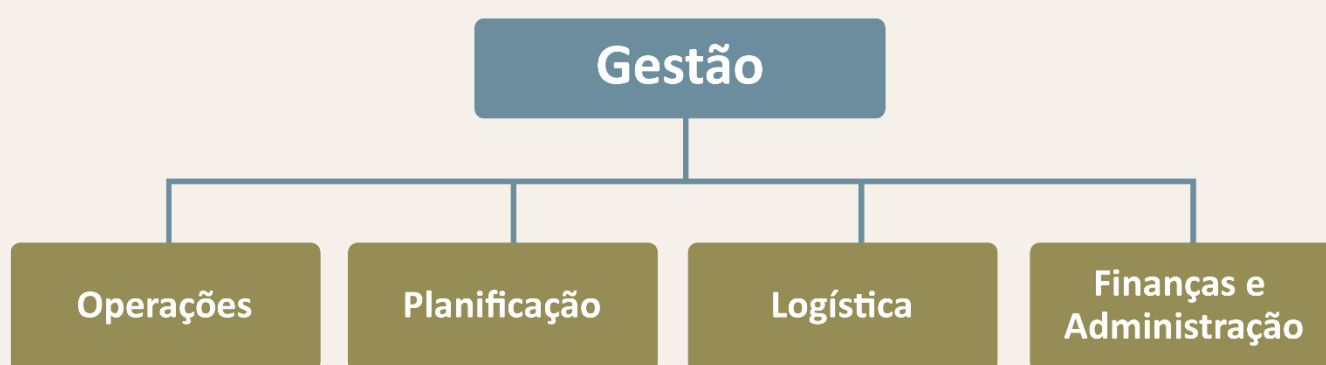 Gestão
Operações
Planificação
Logística
Finanças e
Administração